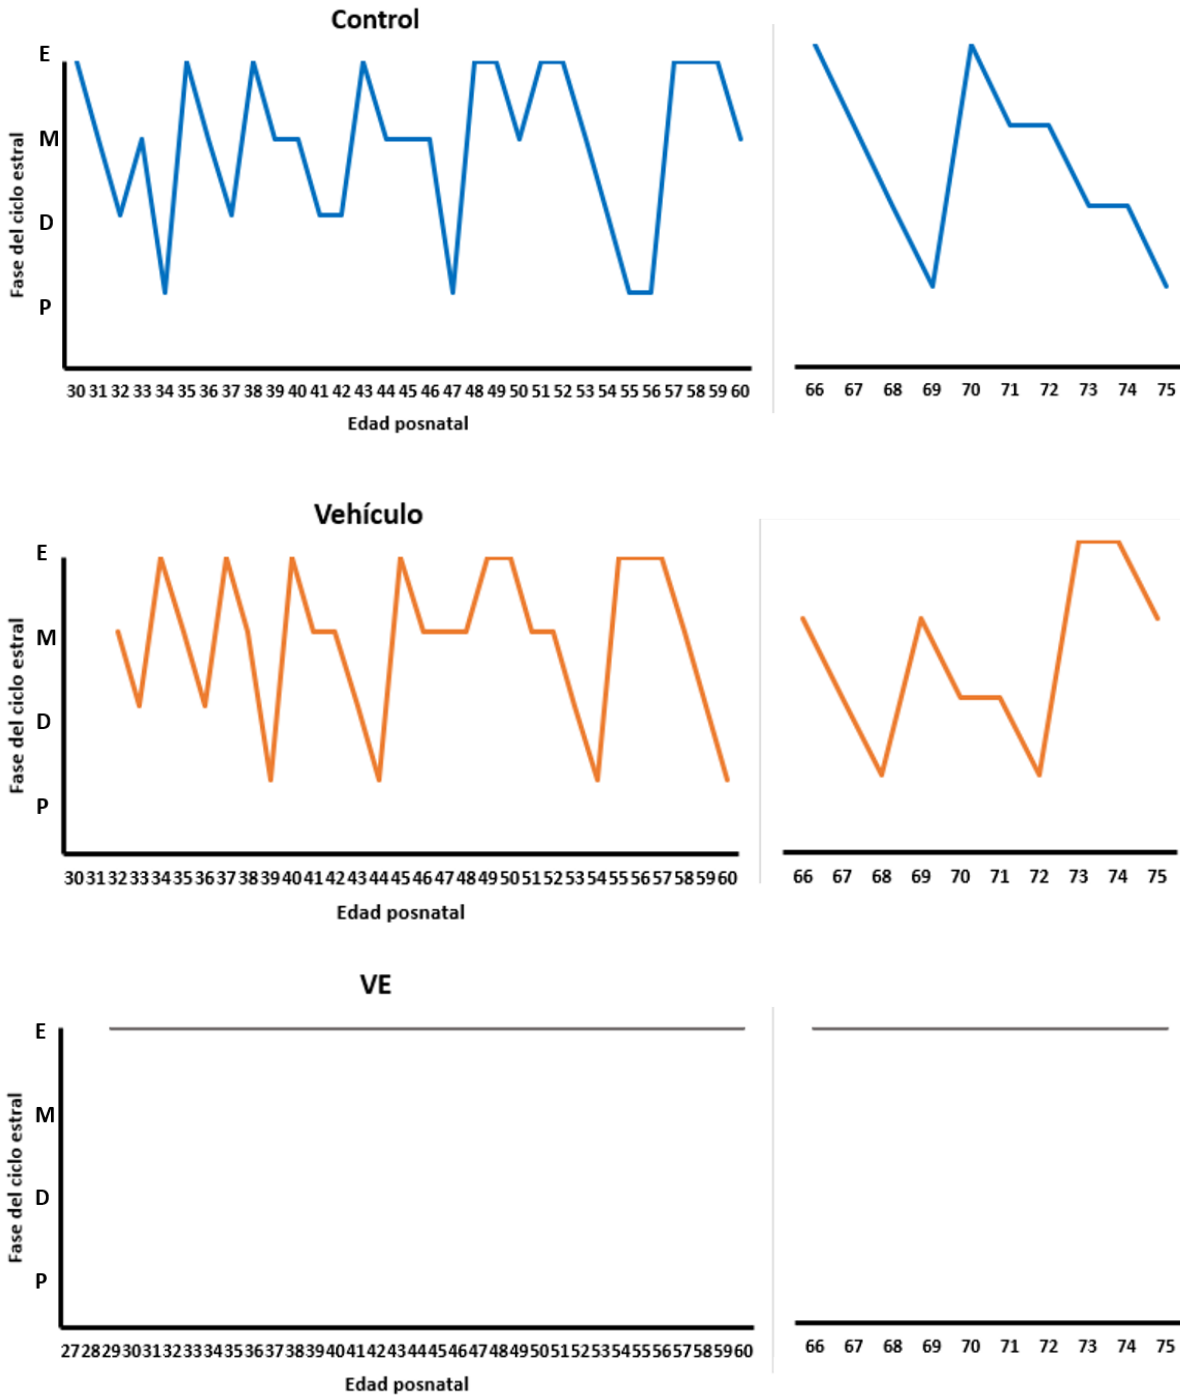 Control
Fase del ciclo estral
E
M
D
P
30 31 32 33 34 35 36 37 38 39 40 41 42 43 44 45 46 47 48 49 50 51 52 53 54 55 56 57 58 59 60
Edad posnatal
66 67 68 69 70 71 72 73 74 75
Vehículo
Fase del ciclo estral
E
M
D
P
30 31 32 33 34 35 36 37 38 39 40 41 42 43 44 45 46 47 48 49 50 51 52 53 54 55 56 57 58 59 60
Edad posnatal
66 67 68 69 70 71 72 73 74 75
VE
Fase del ciclo estral
E
M
D
P
27 28 29 30 31 32 33 34 35 36 37 38 39 40 41 42 43 44 45 46 47 48 49 50 51 52 53 54 55 56 57 58 59 60
Edad posnatal
66 67 68 69 70 71 72 73 74 75